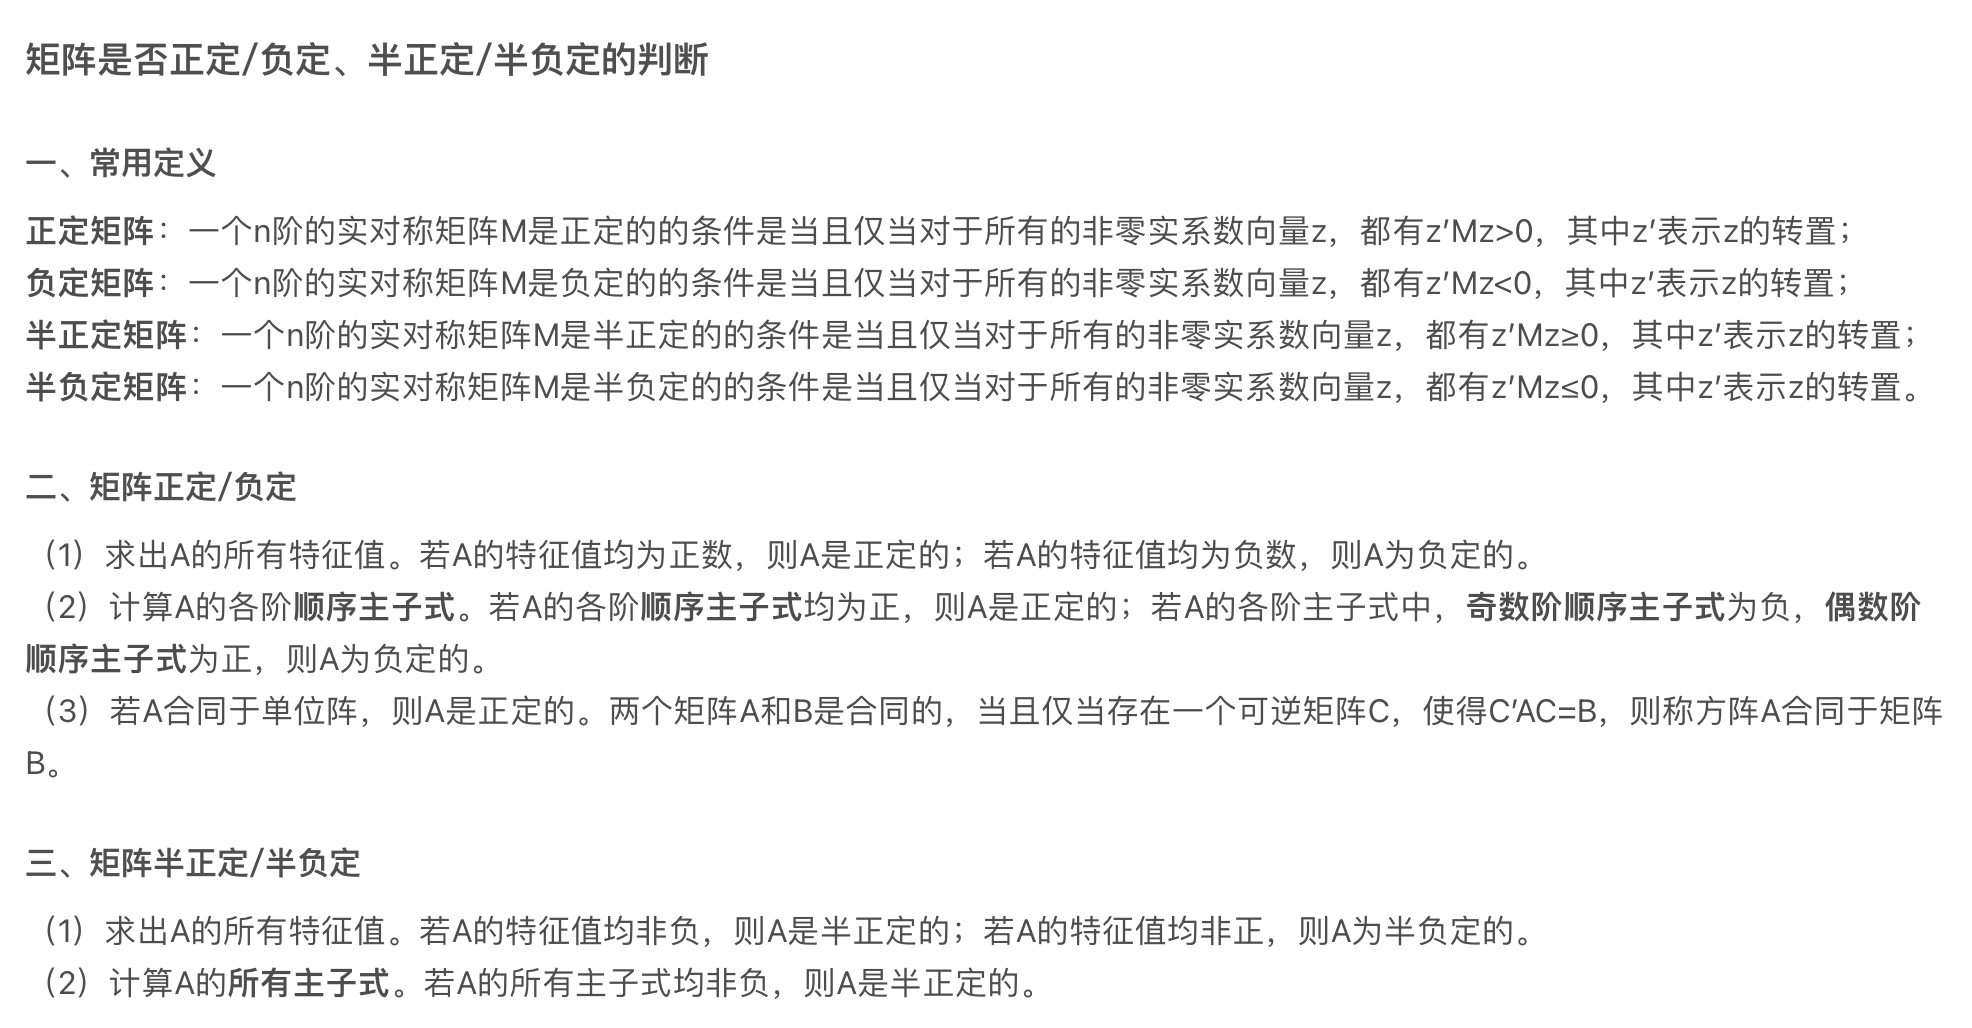 矩阵是否正定/负定、半正定/半负定的判断
一、常用定义
正定矩阵：一个n阶的实对称矩阵M是正定的的条件是当且仅当对于所有的非零实系数向量z，都有z′Mz>0，其中z′表示z的转置；
负定矩阵：一个n阶的实对称矩阵M是负定的的条件是当且仅当对于所有的非零实系数向量z，都有z′Mz<0，其中z′表示z的转置；
半正定矩阵：一个n阶的实对称矩阵M是半正定的的条件是当且仅当对于所有的非零实系数向量z，都有z′Mz≥0，其中z′表示z的转置；
半负定矩阵：一个n阶的实对称矩阵M是半负定的的条件是当且仅当对于所有的非零实系数向量z，都有z′Mz≤0，其中z′表示z的转置。
二、矩阵正定/负定
（1）求出A的所有特征值。若A的特征值均为正数，则A是正定的；若A的特征值均为负数，则A为负定的。
（2）计算A的各阶顺序主子式。若A的各阶顺序主子式均为正，则A是正定的；若A的各阶主子式中，奇数阶顺序主子式为负，偶数阶
顺序主子式为正，则A为负定的。
（3）若A合同于单位阵，则A是正定的。两个矩阵A和B是合同的，当且仅当存在一个可逆矩阵C，使得C′AC=B，则称方阵A合同于矩阵
B。
三、矩阵半正定/半负定
（1）求出A的所有特征值。若A的特征值均非负，则A是半正定的；若A的特征值均非正，则A为半负定的。
（2）计算A的所有主子式。若A的所有主子式均非负，则A是半正定的。